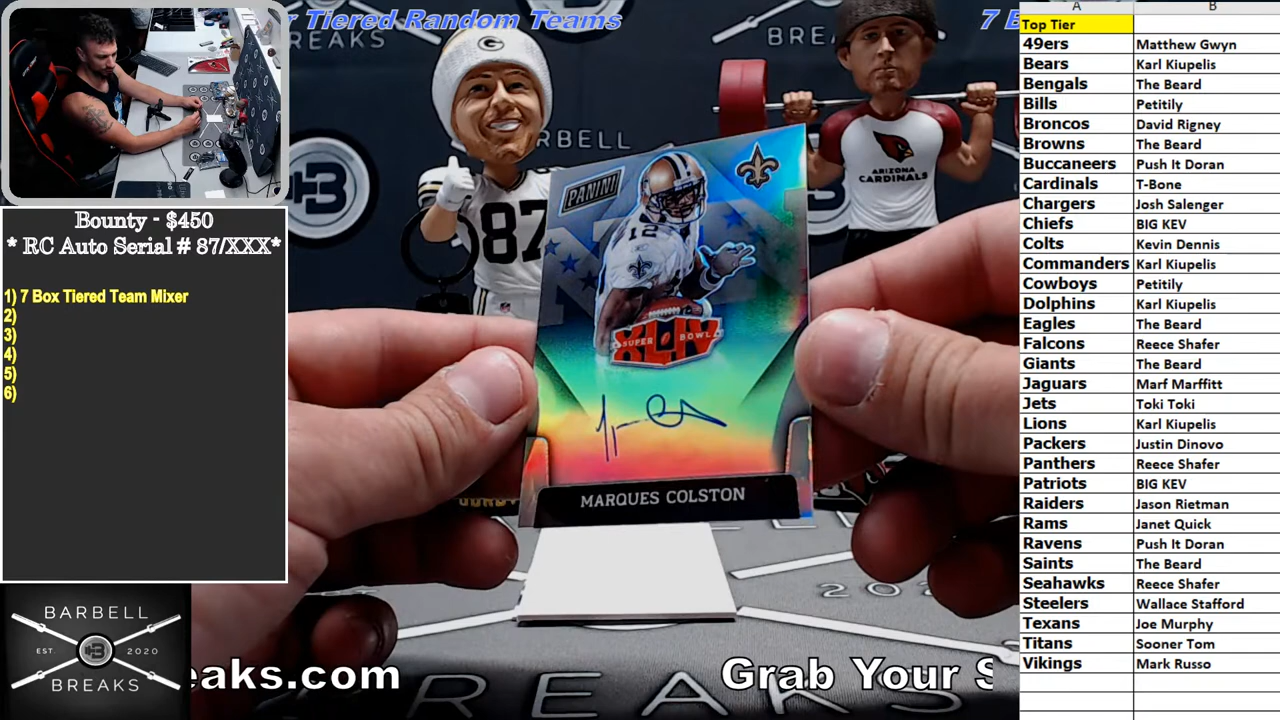 r Tiered Random Teams
7 B
BREAKS
BREA
G
BARBELL
87
ARIZONA
CARDINALS
PANINI
12
SUPER BOWL
XLIV
MARQUES COLSTON
Bounty - $450
* RC Auto Serial # 87/XXX*
1) 7 Box Tiered Team Mixer
2)
3)
4)
5)
6)
BARBELL
EST. 2020
BREAKS
aks.com
Grab Your S
REAKS
202
A B
Top Tier
49ers Matthew Gwyn
Bears Karl Kiupelis
Bengals The Beard
Bills Petitily
Broncos David Rigney
Browns The Beard
Buccaneers Push It Doran
Cardinals T-Bone
Chargers Josh Salenger
Chiefs BIG KEV
Colts Kevin Dennis
Commanders Karl Kiupelis
Cowboys Petitily
Dolphins Karl Kiupelis
Eagles The Beard
Falcons Reece Shafer
Giants The Beard
Jaguars Marf Marffitt
Jets Toki Toki
Lions Karl Kiupelis
Packers Justin Dinovo
Panthers Reece Shafer
Patriots BIG KEV
Raiders Jason Rietman
Rams Janet Quick
Ravens Push It Doran
Saints The Beard
Seahawks Reece Shafer
Steelers Wallace Stafford
Texans Joe Murphy
Titans Sooner Tom
Vikings Mark Russo